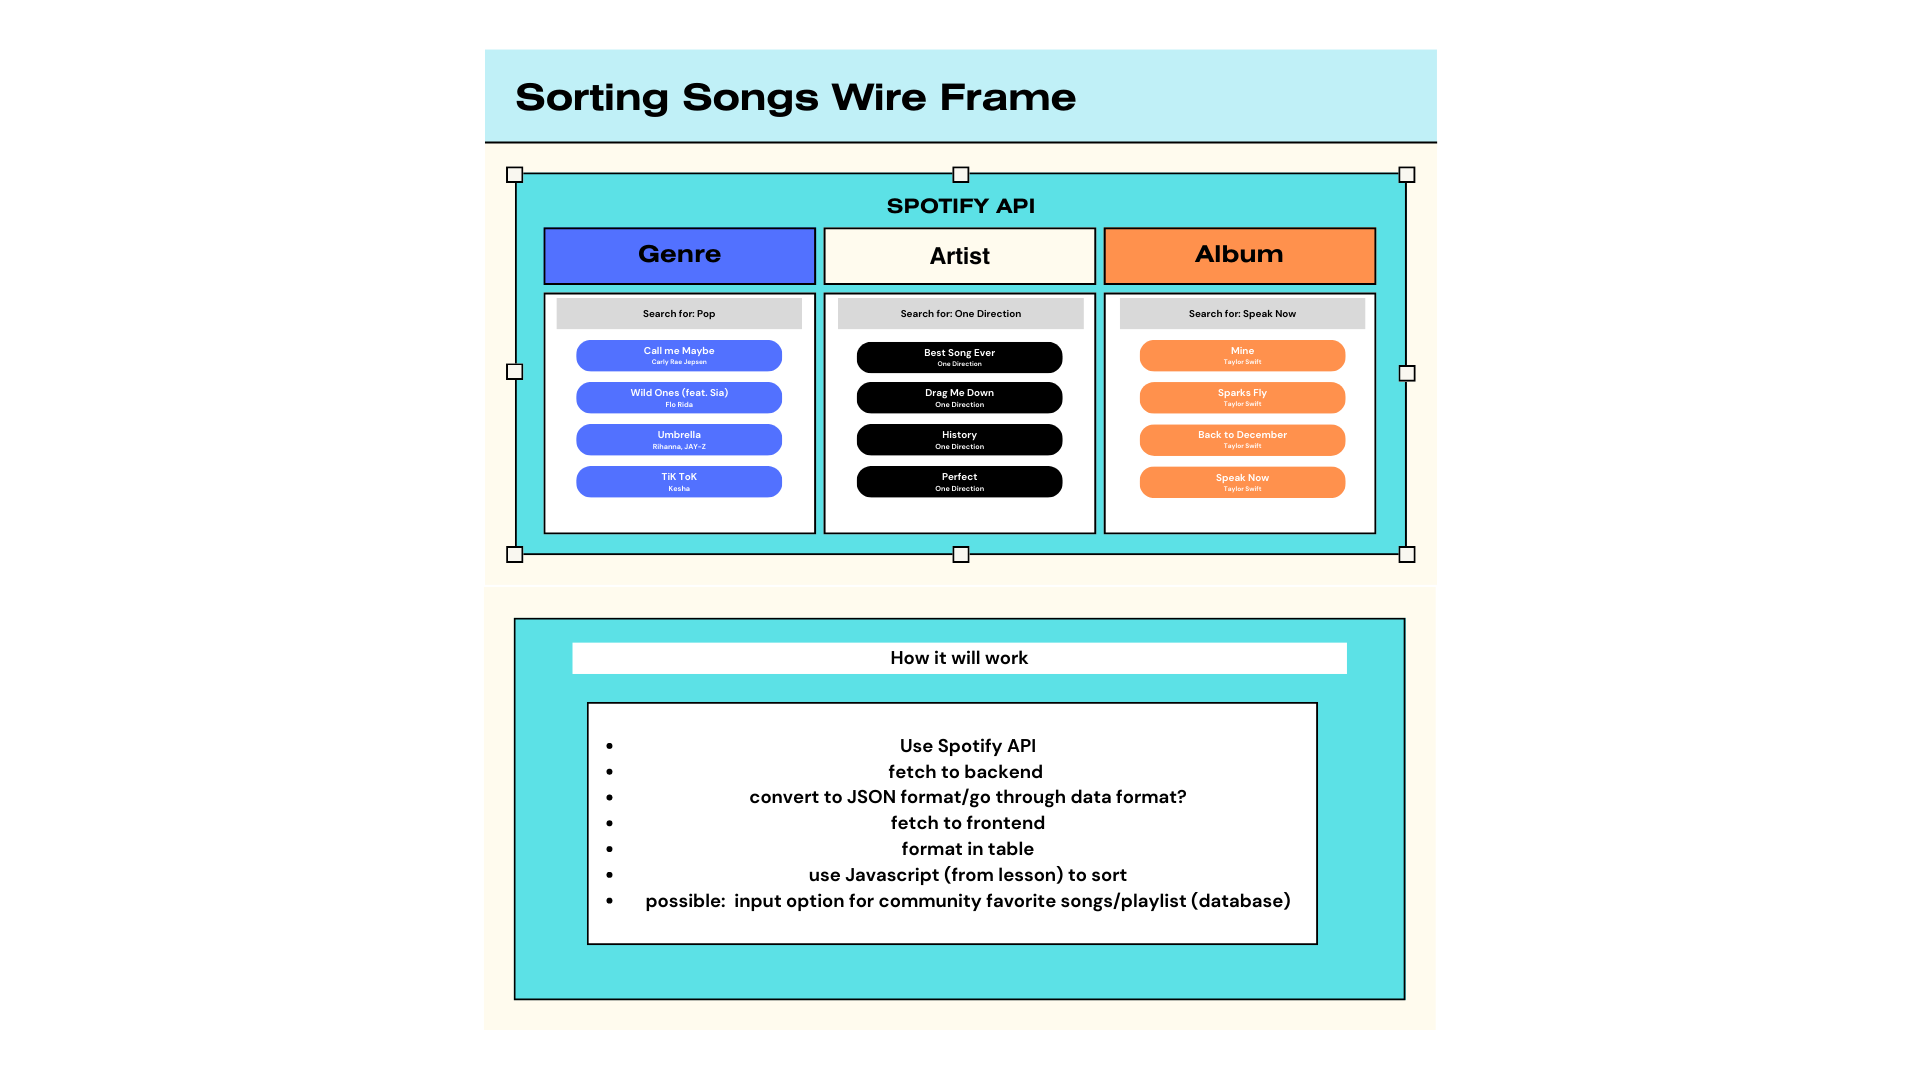 Sorting Songs Wire Frame
SPOTIFY API
Genre
Artist
Album
Search for: Pop
Call me Maybe
Carly Rae Jepsen
Wild Ones (feat. Sia)
Flo Rida
Umbrella
Rihanna, JAY-Z
TiK ToK
Kesha
Search for: One Direction
Best Song Ever
One Direction
Drag Me Down
One Direction
History
One Direction
Perfect
One Direction
Search for: Speak Now
Mine
Taylor Swift
Sparks Fly
Taylor Swift
Back to December
Taylor Swift
Speak Now
Taylor Swift
How it will work
• Use Spotify API
• fetch to backend
• convert to JSON format/go through data format?
• fetch to frontend
• format in table
• use Javascript (from lesson) to sort
• possible: input option for community favorite songs/playlist (database)